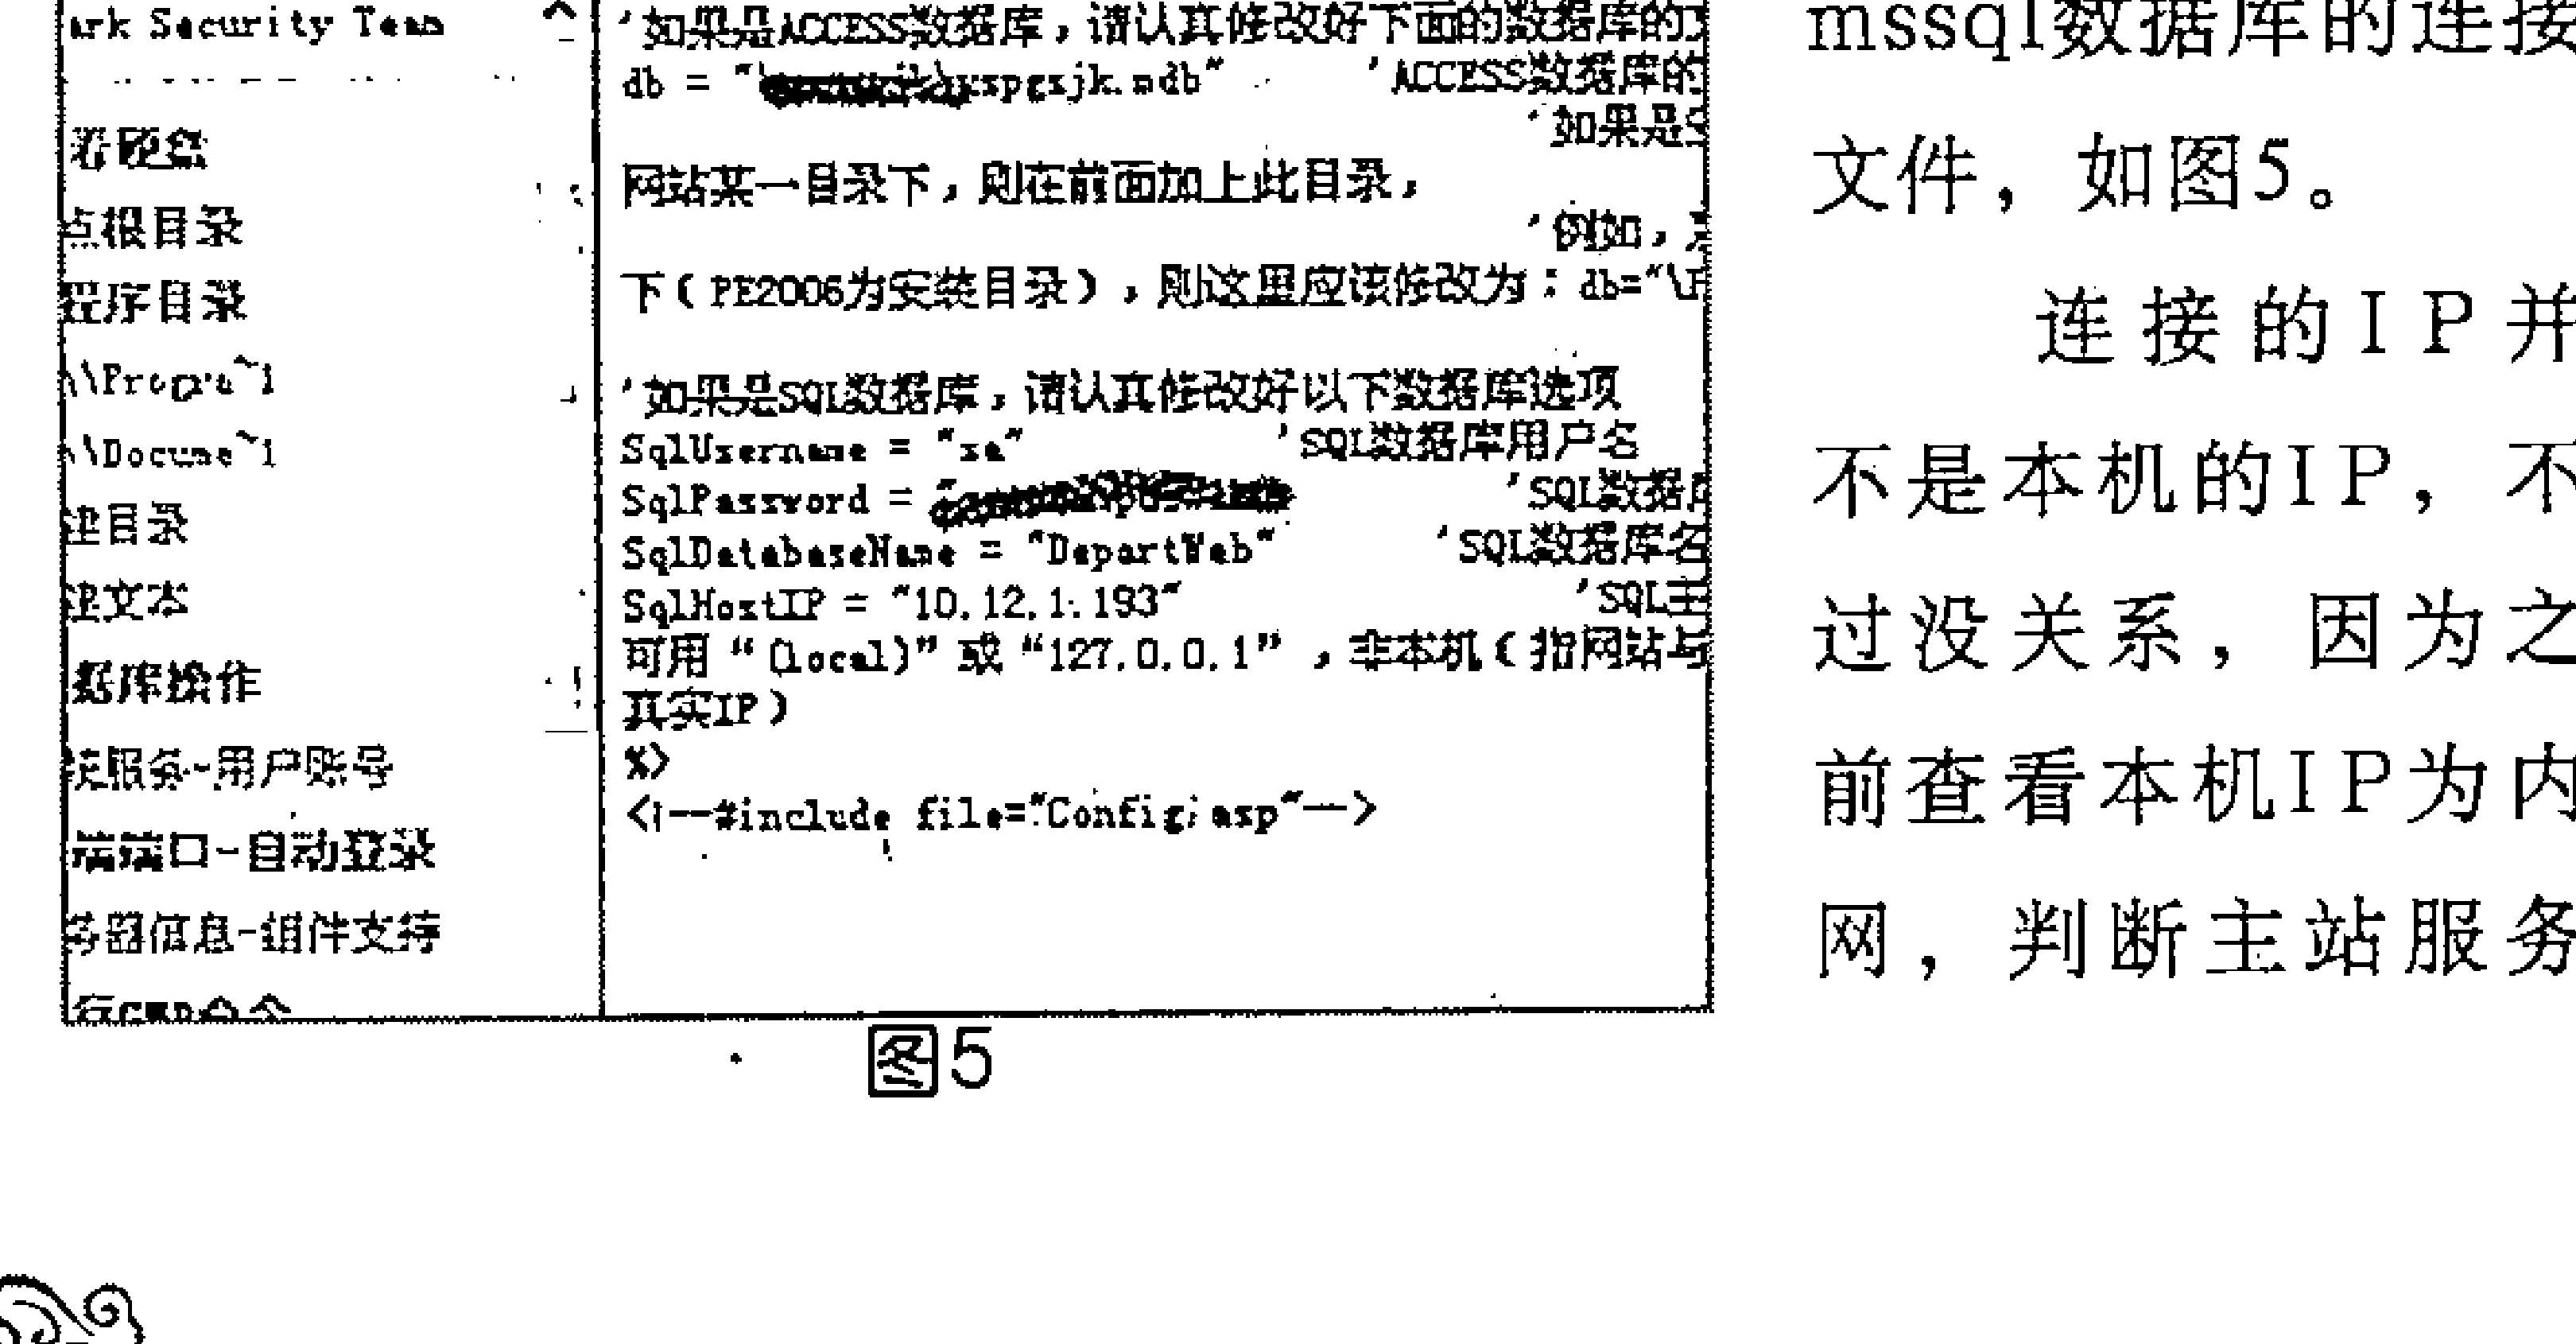 ark Security Team
看硬盘
点根目录
程序目录
\\Progra~1
\\Docume~1
建目录
建文本
据库操作
统服务-用户账号
端端口-自动登录
务器信息-组件支持
行CMD命令
'如果是ACCESS数据库，请认真修改好下面的数据库的
db = "\ 'ACCESS数据库的
'如果是
网站某一目录下，则在前面加上此目录，
'例如，
下（PE2006为安装目录），则这里应该修改为：db="\
'如果是SQL数据库，请认真修改好以下数据库选项
SqlUsername = "sa" 'SQL数据库用户名
SqlPassword = 'SQL数据库
SqlDatabaseName = "DepartWeb" 'SQL数据库名
SqlHostIP = "10.12.1.193" 'SQL主
可用“(local)”或“127.0.0.1”，非本机（指网站与
真实IP）
%>
<!--#include file="Config.asp"-->
图5
mssql数据库的连接
文件，如图5。
连接的IP并
不是本机的IP，不
过没关系，因为之
前查看本机IP为内
网，判断主站服务